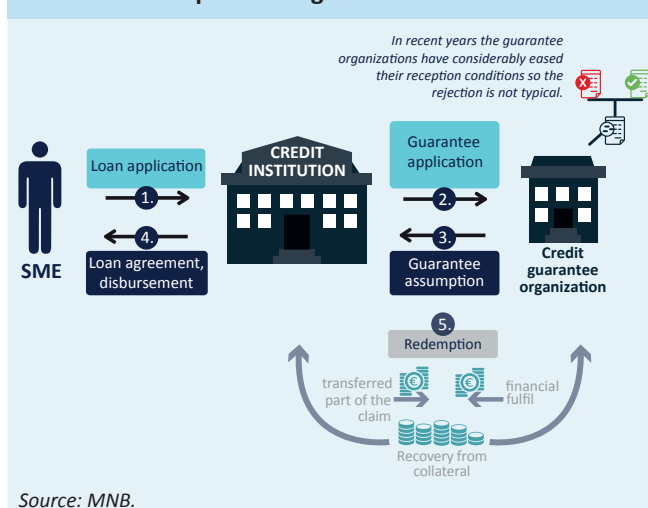 In recent years the guarantee
organizations have considerably eased
their reception conditions so the
rejection is not typical.
Loan application
1.
4.
Loan agreement,
disbursement
SME
CREDIT
INSTITUTION
Guarantee
application
2.
3.
Guarantee
assumption
Credit
guarantee
organization
5.
Redemption
transferred
part of the
claim
financial
fulfil
Recovery from
collateral
Source: MNB.